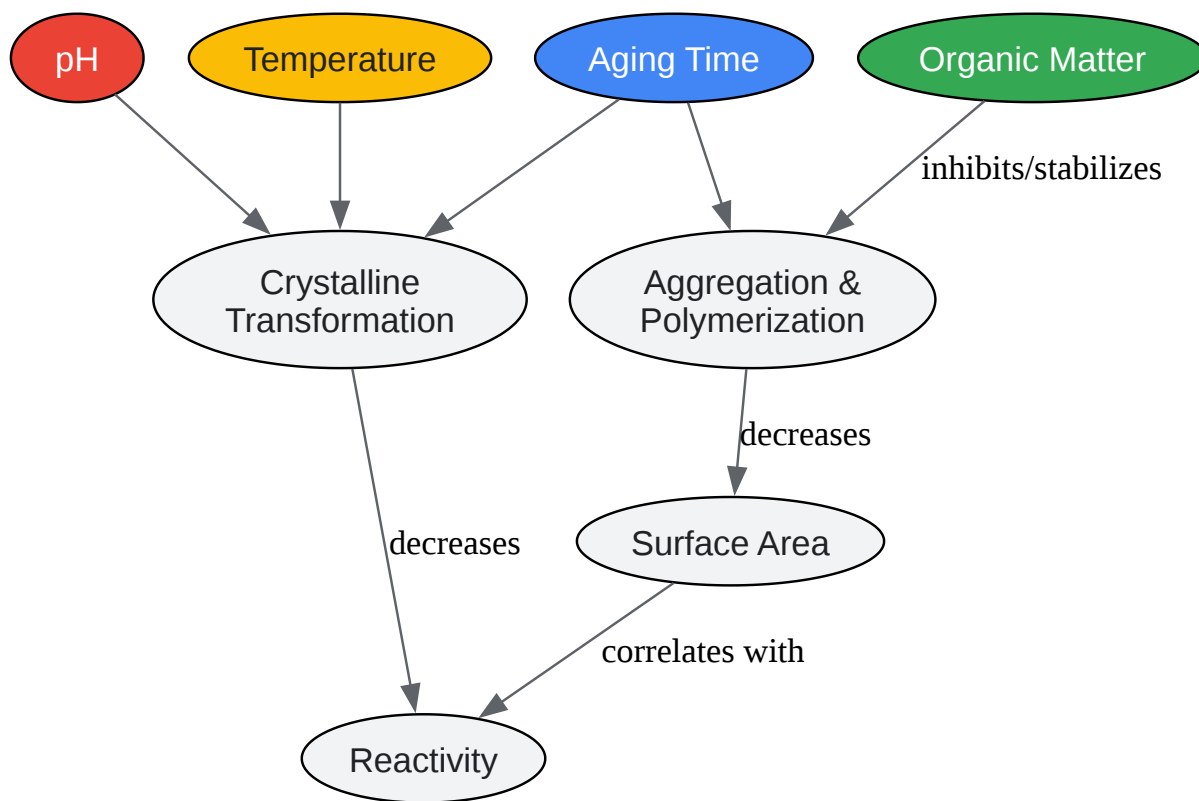 pH
Temperature
Aging Time
Organic Matter
inhibits/stabilizes
Crystalline
Transformation
Aggregation &
Polymerization
decreases
decreases
Surface Area
correlates with
Reactivity